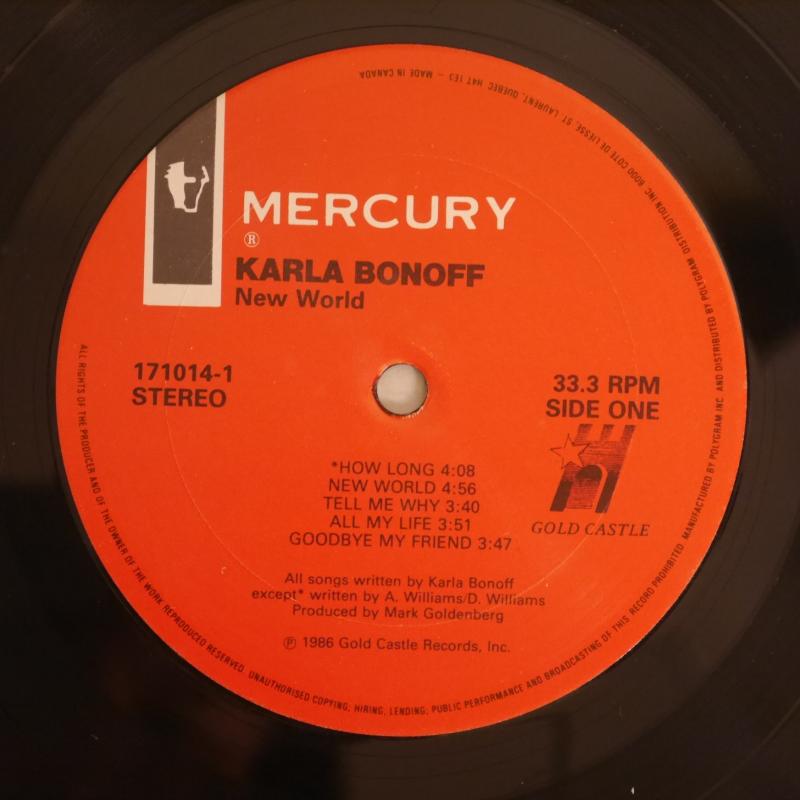 MERCURY
®
KARLA BONOFF
New World
171014-1
STEREO
33.3 RPM
SIDE ONE
*HOW LONG 4:08
NEW WORLD 4:56
TELL ME WHY 3:40
ALL MY LIFE 3:51
GOODBYE MY FRIEND 3:47
GOLD CASTLE
All songs written by Karla Bonoff
except* written by A. Williams/D. Williams
Produced by Mark Goldenberg
℗ 1986 Gold Castle Records, Inc.
ALL RIGHTS OF THE PRODUCER AND OF THE OWNER OF THE WORK REPRODUCED RESERVED. UNAUTHORISED COPYING, HIRING, LENDING, PUBLIC PERFORMANCE AND BROADCASTING OF THIS RECORD PROHIBITED. MANUFACTURED BY POLYGRAM INC. AND DISTRIBUTED BY POLYGRAM DISTRIBUTION INC. 6000 COTE DE LIESSE, ST. LAURENT, QUEBEC H4T 1E3 – MADE IN CANADA